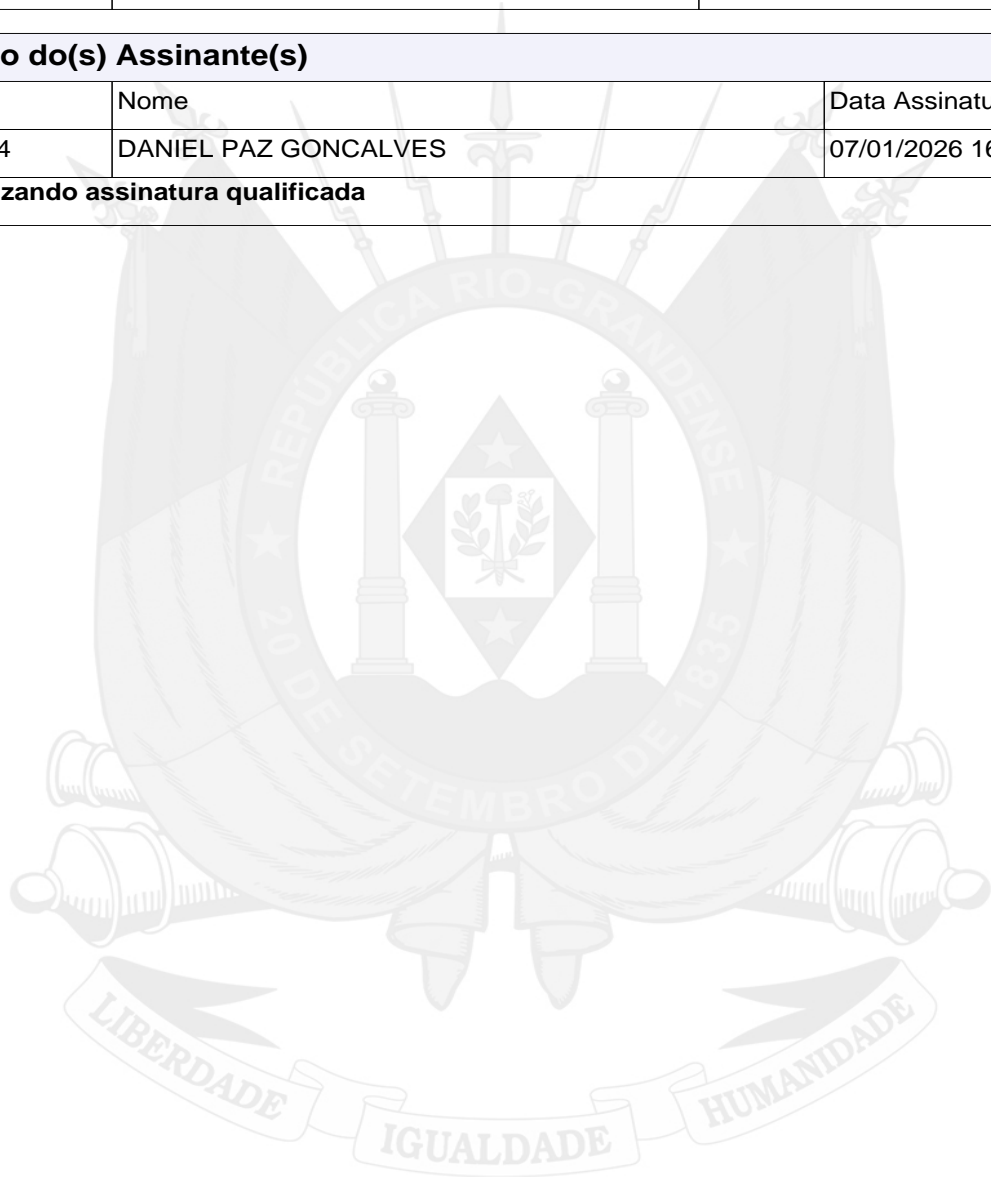 o do(s) Assinante(s)
Nome Data Assinatu
4 DANIEL PAZ GONCALVES 07/01/2026 16
zando assinatura qualificada
REPÚBLICA RIO-GRANDENSE
20 DE SETEMBRO DE 1835
LIBERDADE IGUALDADE HUMANIDADE